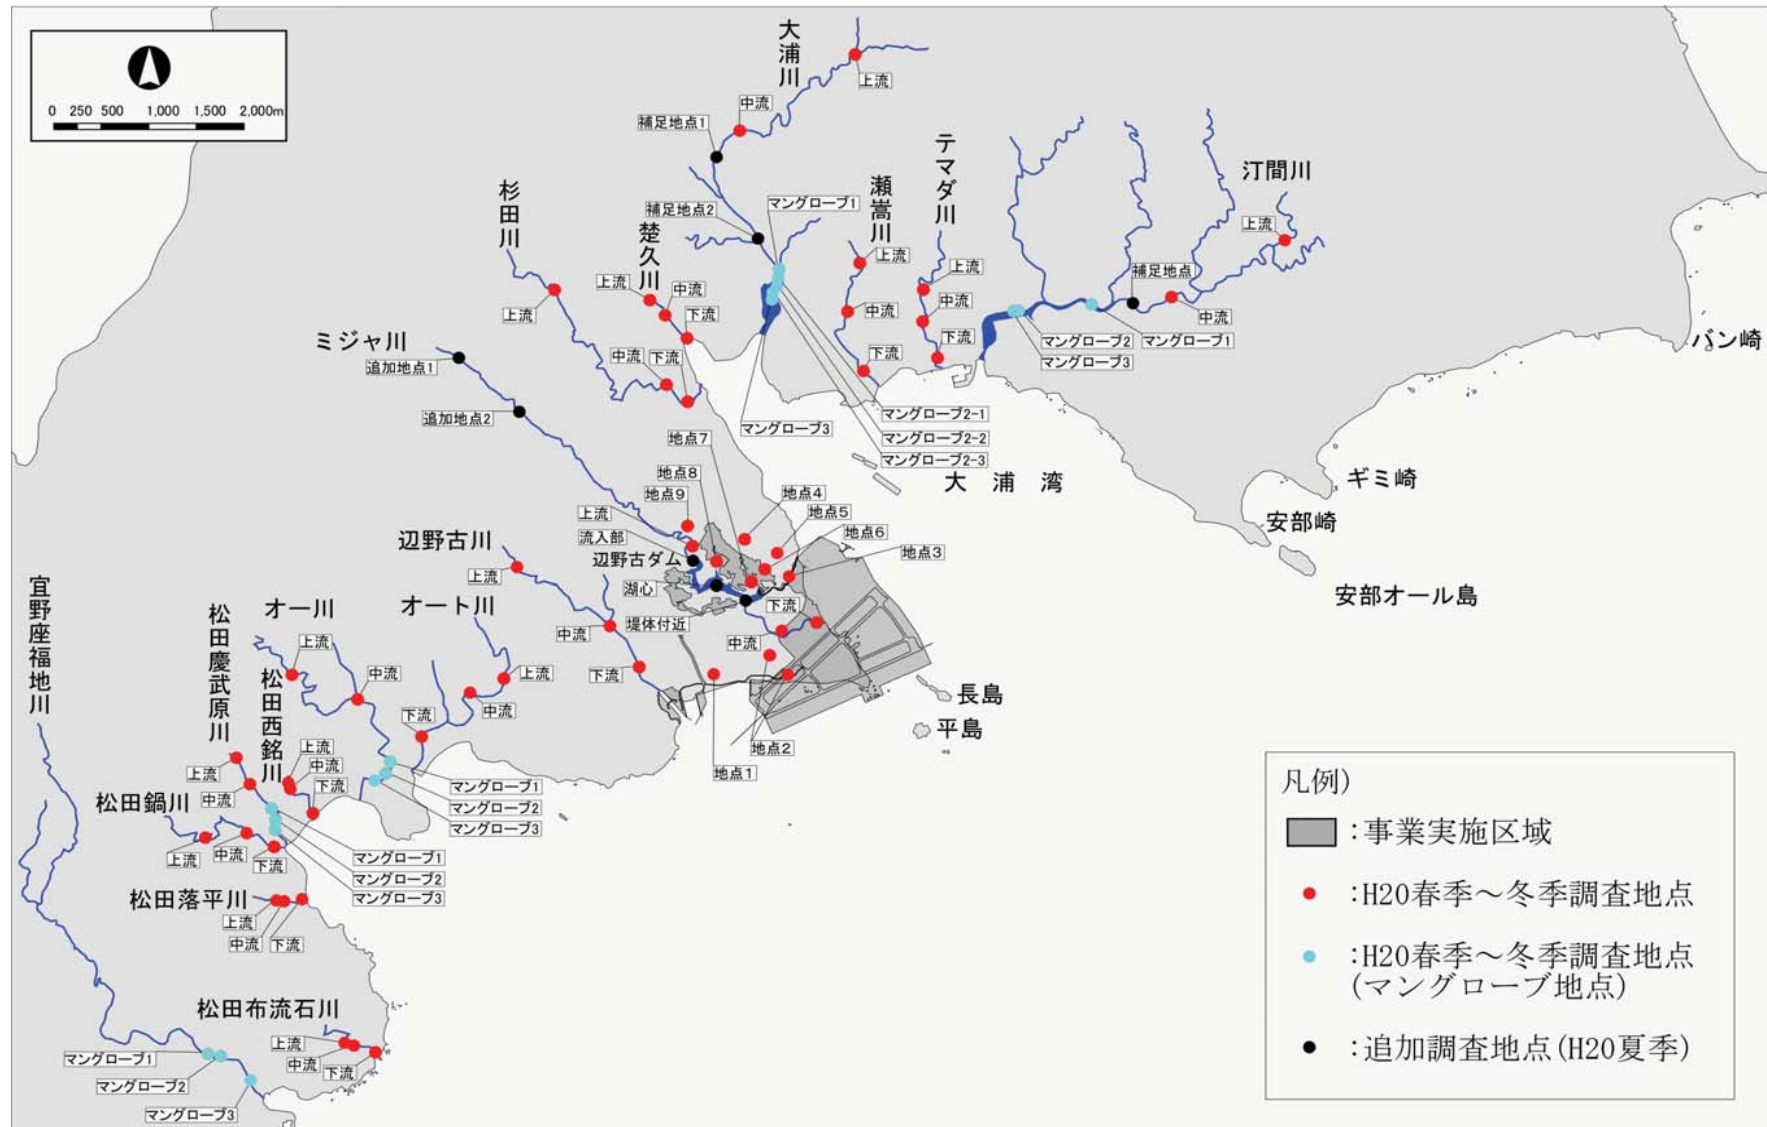 0 250 500 1,000 1,500 2,000m
大浦川
上流
中流
補足地点1
補足地点2
マングローブ1
マングローブ2-1
マングローブ2-2
マングローブ2-3
マングローブ3
瀬嵩川
上流
中流
下流
テマダ川
上流
中流
下流
汀間川
上流
補足地点
中流
マングローブ1
マングローブ2
マングローブ3
バン崎
ギミ崎
安部崎
安部オール島
大浦湾
杉田川
上流
中流
下流
楚久川
上流
中流
下流
ミジャ川
追加地点1
追加地点2
地点7
地点8
地点9
地点4
地点5
地点6
地点3
上流
流入部
辺野古ダム
湖心
堤体付近
中流
下流
地点1
地点2
長島
平島
辺野古川
上流
中流
下流
オート川
上流
中流
下流
オー川
上流
中流
マングローブ1
マングローブ2
マングローブ3
松田西銘川
上流
中流
下流
松田慶武原川
上流
中流
マングローブ1
マングローブ2
マングローブ3
松田鍋川
上流
中流
下流
松田落平川
上流
中流
下流
松田布流石川
上流
中流
下流
宜野座福地川
マングローブ1
マングローブ2
マングローブ3
凡例)
:事業実施区域
:H20春季～冬季調査地点
:H20春季～冬季調査地点
(マングローブ地点)
:追加調査地点(H20夏季)